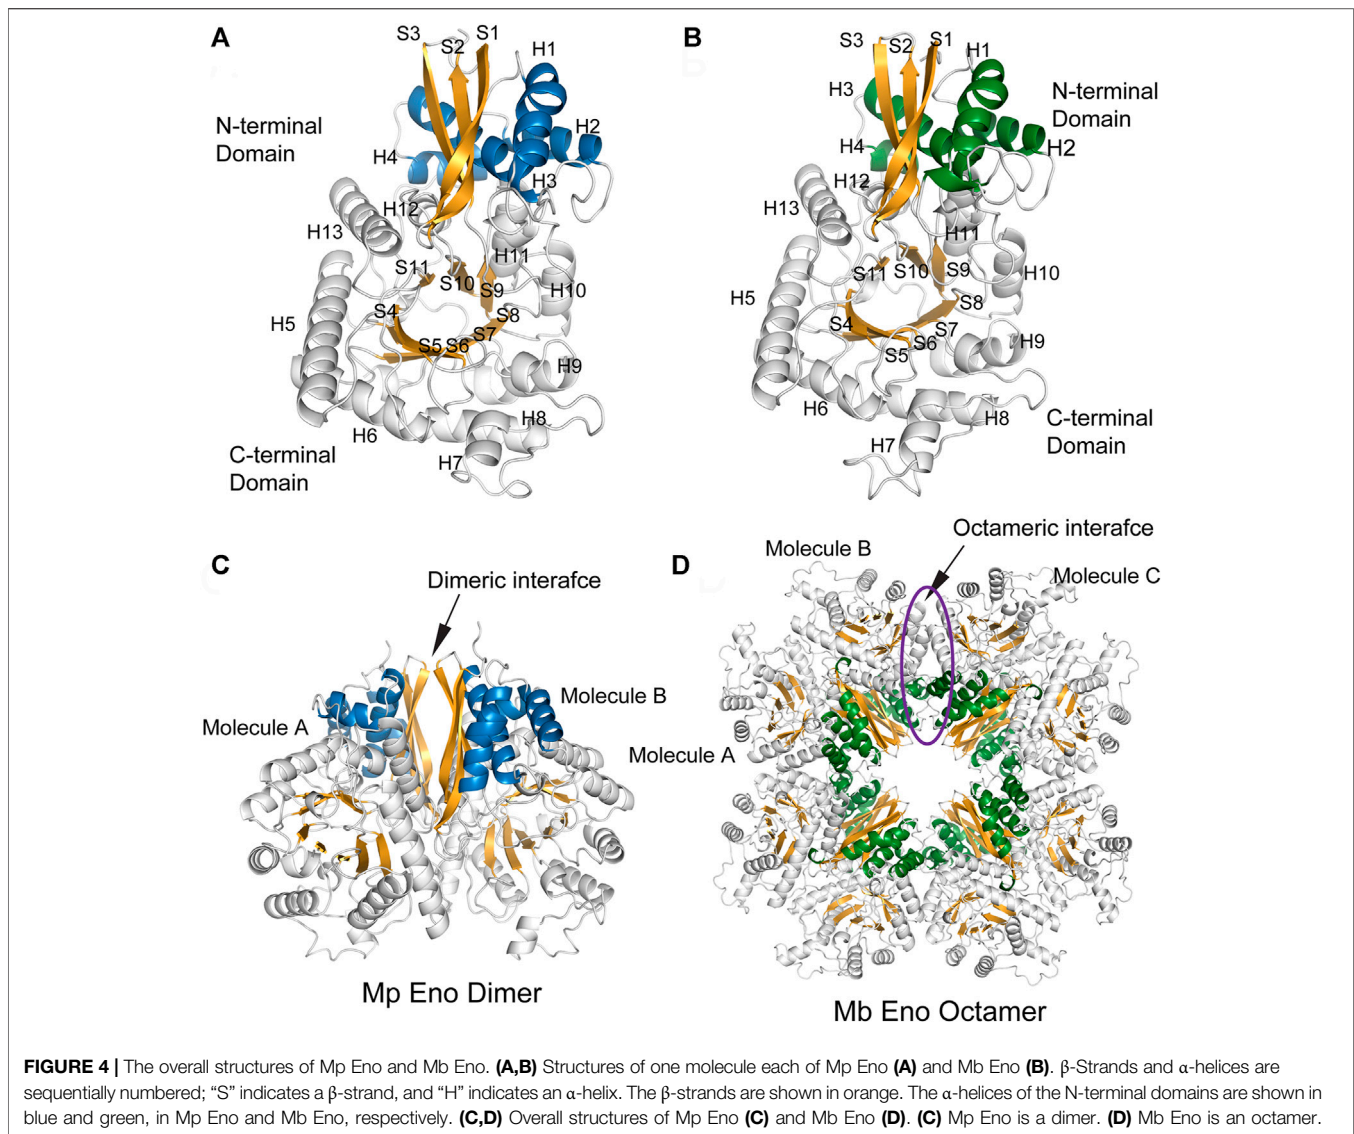 A
S3
S2
S1
H1
H2
N-terminal
Domain
H4
H3
H12
H13
H11
S11
S10
S9
H10
S4
S8
H5
S7
S5
S6
H9
H8
H6
C-terminal
Domain
H7
B
S3
S2
S1
H1
H3
N-terminal
Domain
H4
H2
H12
H13
H11
S11
S10
S9
H10
H5
S8
S4
S7
S6
S5
H9
H6
H8
C-terminal
Domain
H7
C
Dimeric interafce
Molecule B
Molecule A
Mp Eno Dimer
D
Octameric interafce
Molecule B
Molecule C
Molecule A
Mb Eno Octamer
FIGURE 4 | The overall structures of Mp Eno and Mb Eno. (A,B) Structures of one molecule each of Mp Eno (A) and Mb Eno (B). β-Strands and α-helices are
sequentially numbered; “S” indicates a β-strand, and “H” indicates an α-helix. The β-strands are shown in orange. The α-helices of the N-terminal domains are shown in
blue and green, in Mp Eno and Mb Eno, respectively. (C,D) Overall structures of Mp Eno (C) and Mb Eno (D). (C) Mp Eno is a dimer. (D) Mb Eno is an octamer.